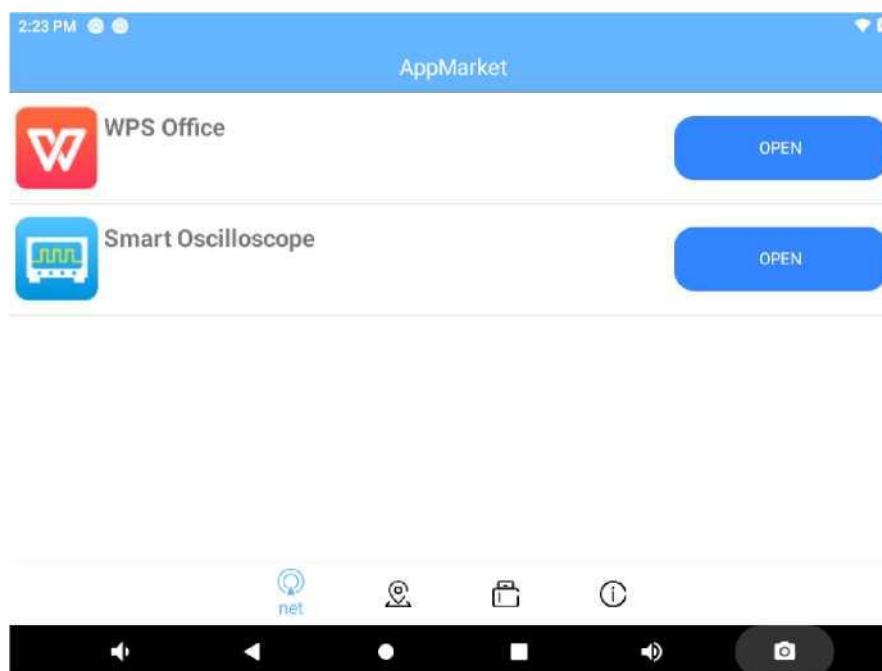 2:23 PM
AppMarket
WPS Office
OPEN
Smart Oscilloscope
OPEN
net